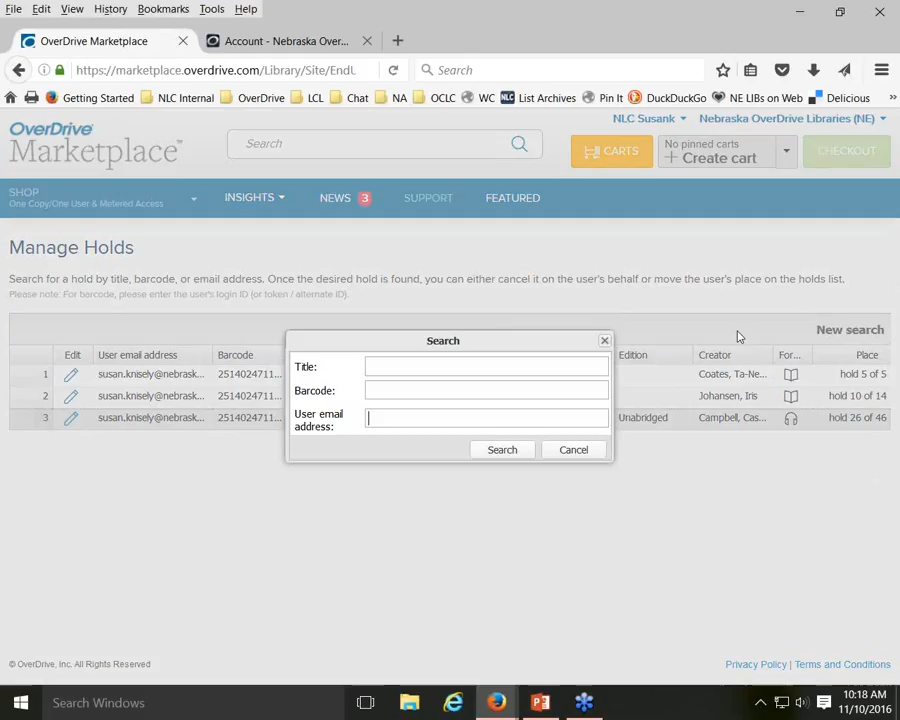 File Edit View History Bookmarks Tools Help
OverDrive Marketplace
Account - Nebraska Over...
https://marketplace.overdrive.com/Library/Site/EndU
Search
Getting Started NLC Internal OverDrive LCL Chat NA OCLC WC NLC List Archives Pin It DuckDuckGo NE LIBs on Web Delicious »
NLC Susank Nebraska OverDrive Libraries (NE)
OverDrive
Marketplace™
Search
CARTS
No pinned carts
+ Create cart
CHECKOUT
SHOP
One Copy/One User & Metered Access
INSIGHTS NEWS 3 SUPPORT FEATURED
Manage Holds
Search for a hold by title, barcode, or email address. Once the desired hold is found, you can either cancel it on the user's behalf or move the user's place on the holds list.
Please note: For barcode, please enter the user's login ID (or token / alternate ID).
New search
Edit User email address Barcode Edition Creator For... Place
1 susan.knisely@nebrask... 2514024711... Coates, Ta-Ne... hold 5 of 5
2 susan.knisely@nebrask... 2514024711... Johansen, Iris hold 10 of 14
3 susan.knisely@nebrask... 2514024711... Unabridged Campbell, Cas... hold 26 of 46
Search
Title:
Barcode:
User email
address:
Search Cancel
© OverDrive, Inc. All Rights Reserved
Privacy Policy | Terms and Conditions
Search Windows
10:18 AM
11/10/2016